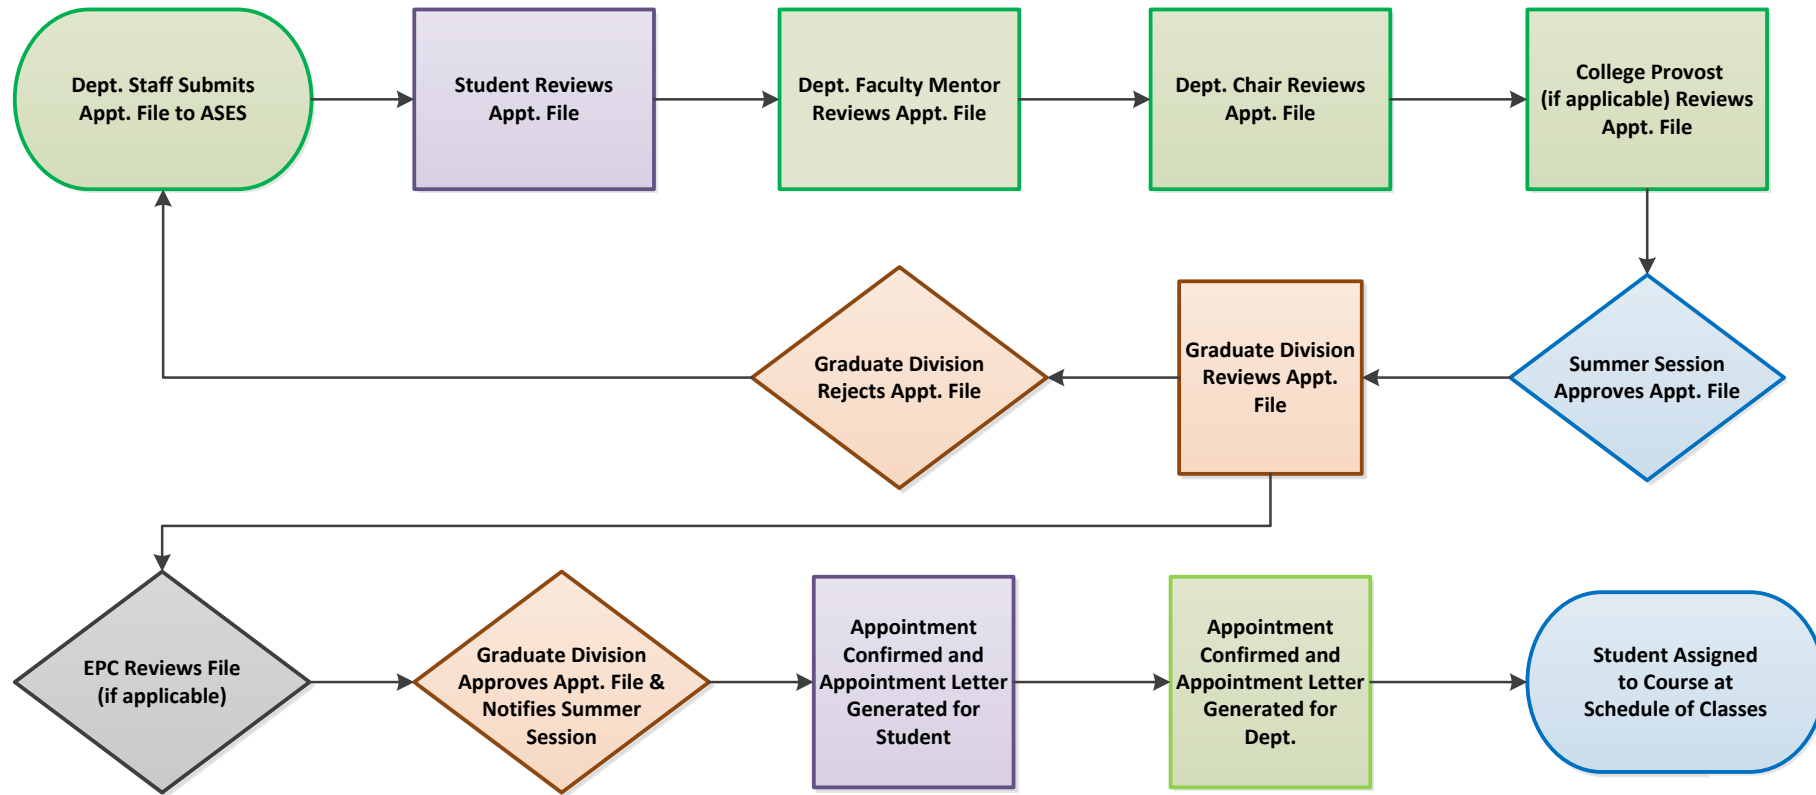 Dept. Staff Submits
Appt. File to ASES
Student Reviews
Appt. File
Dept. Faculty Mentor
Reviews Appt. File
Dept. Chair Reviews
Appt. File
College Provost
(if applicable) Reviews
Appt. File
Graduate Division
Rejects Appt. File
Graduate Division
Reviews Appt.
File
Summer Session
Approves Appt. File
EPC Reviews File
(if applicable)
Graduate Division
Approves Appt. File &
Notifies Summer
Session
Appointment
Confirmed and
Appointment Letter
Generated for
Student
Appointment
Confirmed and
Appointment Letter
Generated for
Dept.
Student Assigned
to Course at
Schedule of Classes